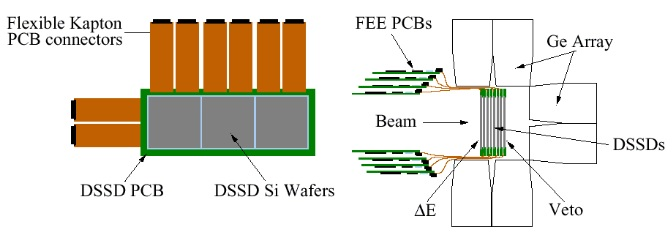 Flexible Kapton
PCB connectors
DSSD PCB
DSSD Si Wafers
FEE PCBs
Ge Array
Beam
DSSDs
ΔE
Veto